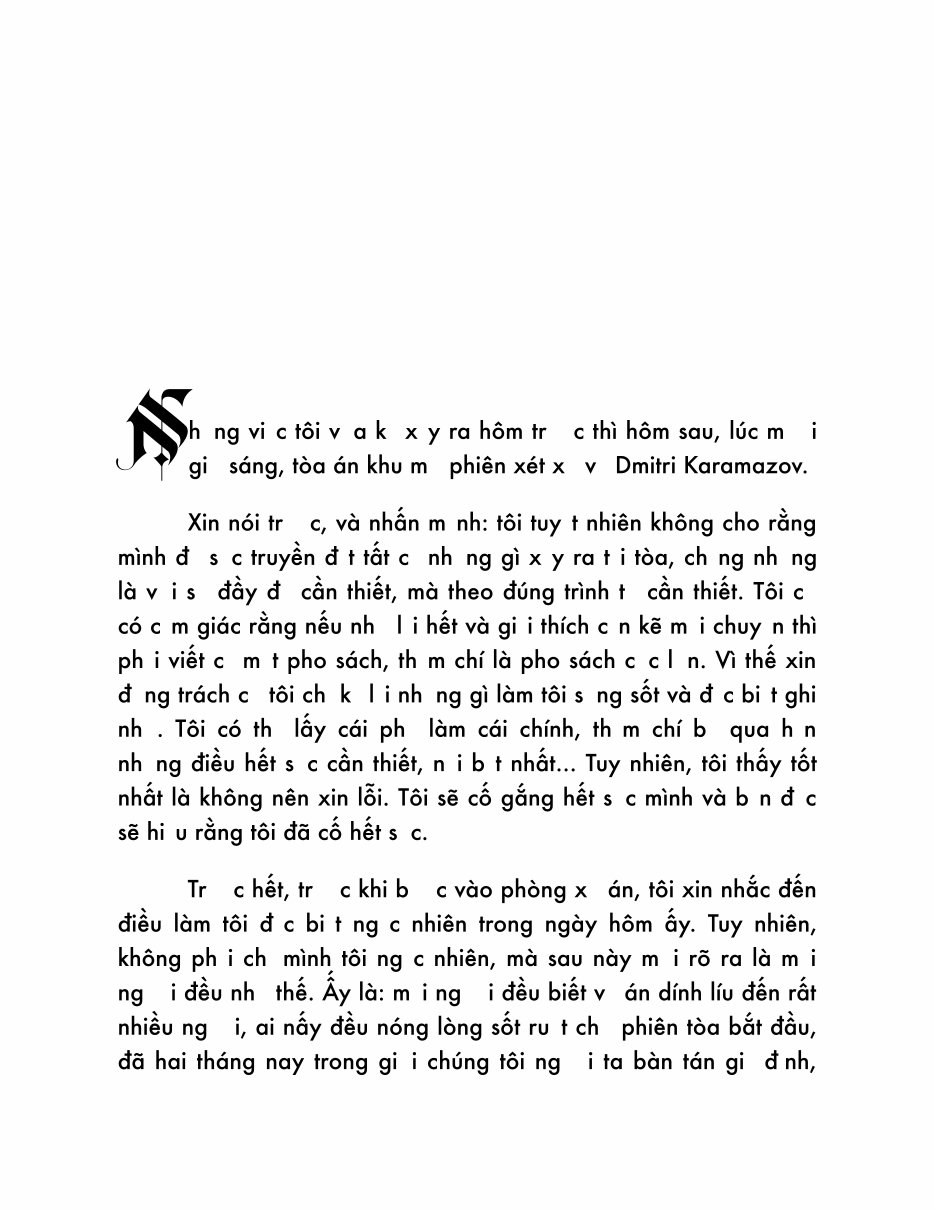 Nh ng vi c tôi v a k x y ra hôm tr c thì hôm sau, lúc m i
gi sáng, tòa án khu m phiên xét x v Dmitri Karamazov.
Xin nói tr c, và nhấn m nh: tôi tuy t nhiên không cho rằng
mình đ s c truyền đ t tất c nh ng gì x y ra t i tòa, ch ng nh ng
là v i s đầy đ cần thiết, mà theo đúng trình t cần thiết. Tôi c
có c m giác rằng nếu nh l i hết và gi i thích c n kẽ m i chuy n thì
ph i viết c m t pho sách, th m chí là pho sách c c l n. Vì thế xin
đ ng trách c tôi ch k l i nh ng gì làm tôi s ng sốt và đ c bi t ghi
nh . Tôi có th lấy cái ph làm cái chính, th m chí b qua h n
nh ng điều hết s c cần thiết, n i b t nhất... Tuy nhiên, tôi thấy tốt
nhất là không nên xin lỗi. Tôi sẽ cố gắng hết s c mình và b n đ c
sẽ hi u rằng tôi đã cố hết s c.
Tr c hết, tr c khi b c vào phòng x án, tôi xin nhắc đến
điều làm tôi đ c bi t ng c nhiên trong ngày hôm ấy. Tuy nhiên,
không ph i ch mình tôi ng c nhiên, mà sau này m i rõ ra là m i
ng i đều nh thế. Ấy là: m i ng i đều biết v án dính líu đến rất
nhiều ng i, ai nấy đều nóng lòng sốt ru t ch phiên tòa bắt đầu,
đã hai tháng nay trong gi i chúng tôi ng i ta bàn tán gi đ nh,